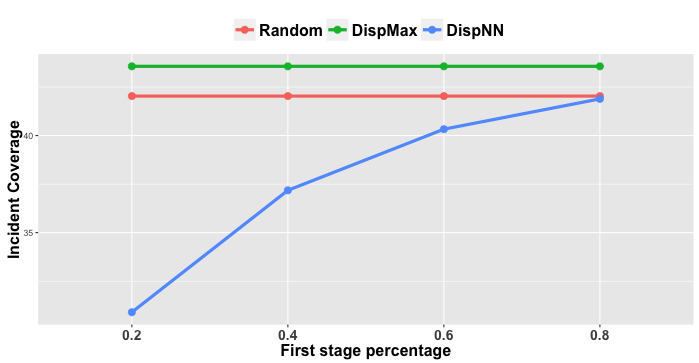 Random DispMax DispNN
Incident Coverage
40
35
0.2 0.4 0.6 0.8
First stage percentage